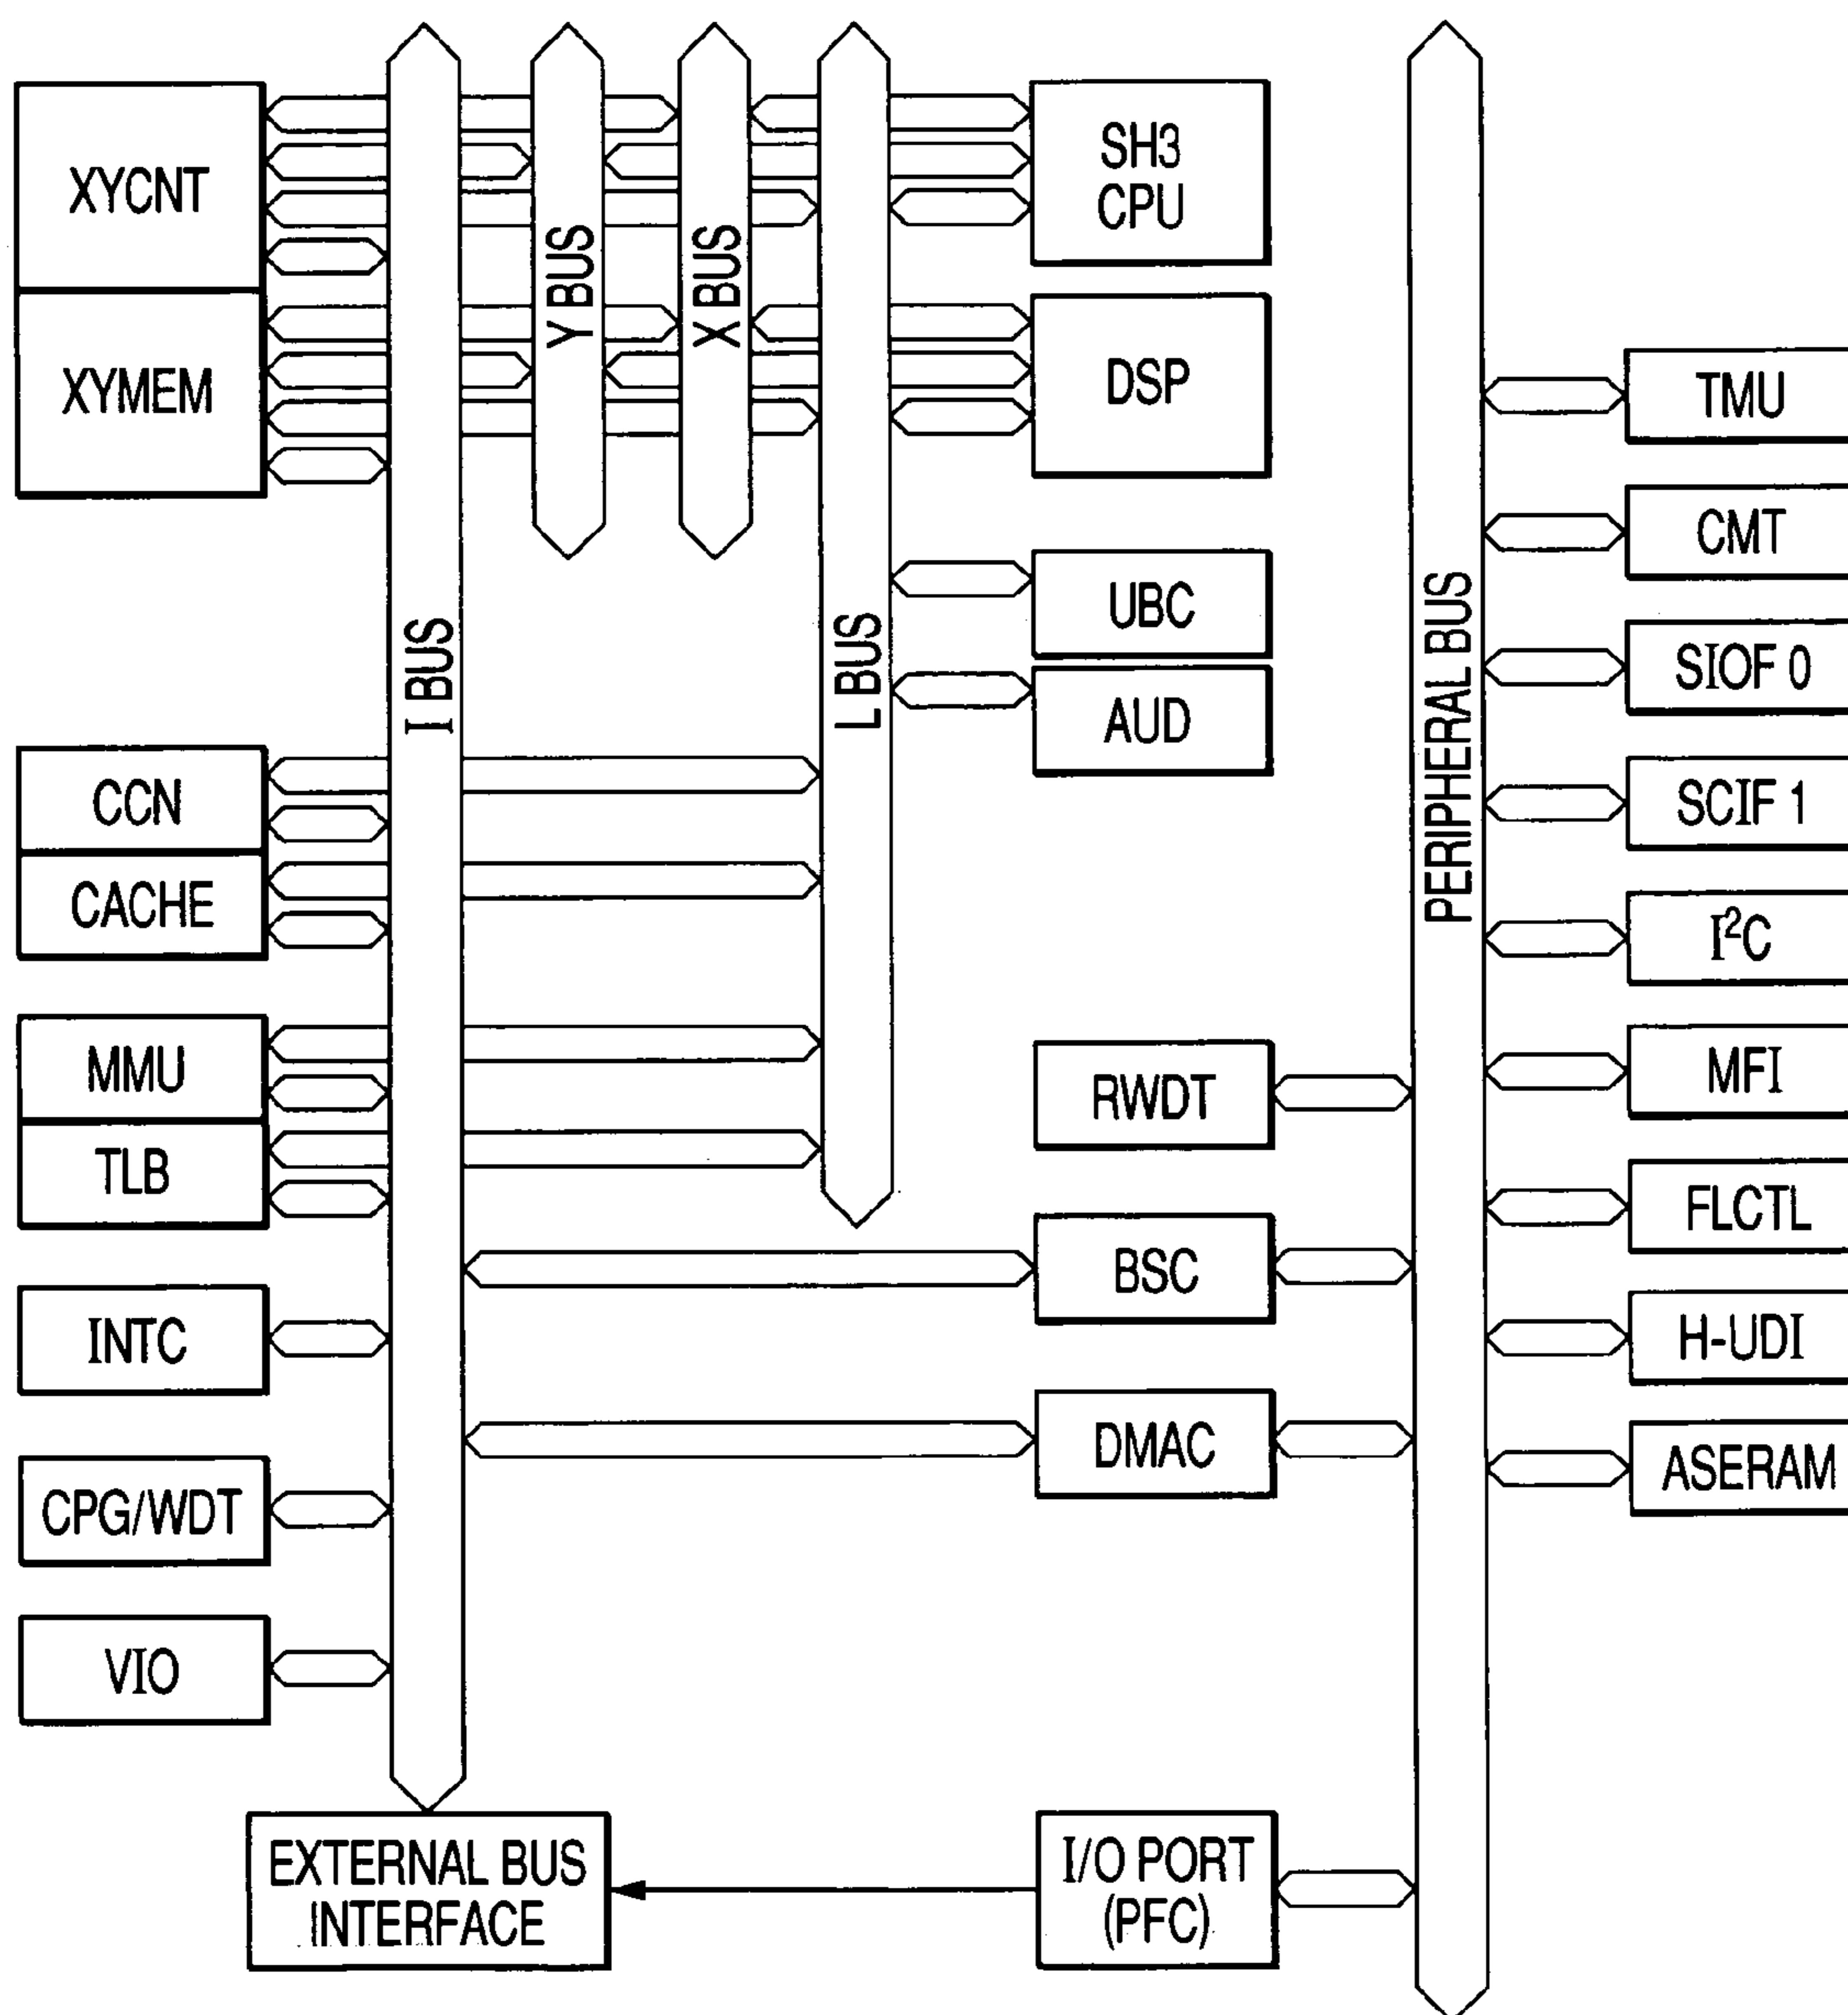 XYCNT
XYMEM
CCN
CACHE
MMU
TLB
INTC
CPG/WDT
VIO
I BUS
Y BUS
X BUS
L BUS
SH3
CPU
DSP
UBC
AUD
RWDT
BSC
DMAC
EXTERNAL BUS
INTERFACE
I/O PORT
(PFC)
PERIPHERAL BUS
TMU
CMT
SIOF 0
SCIF 1
I²C
MFI
FLCTL
H-UDI
ASERAM